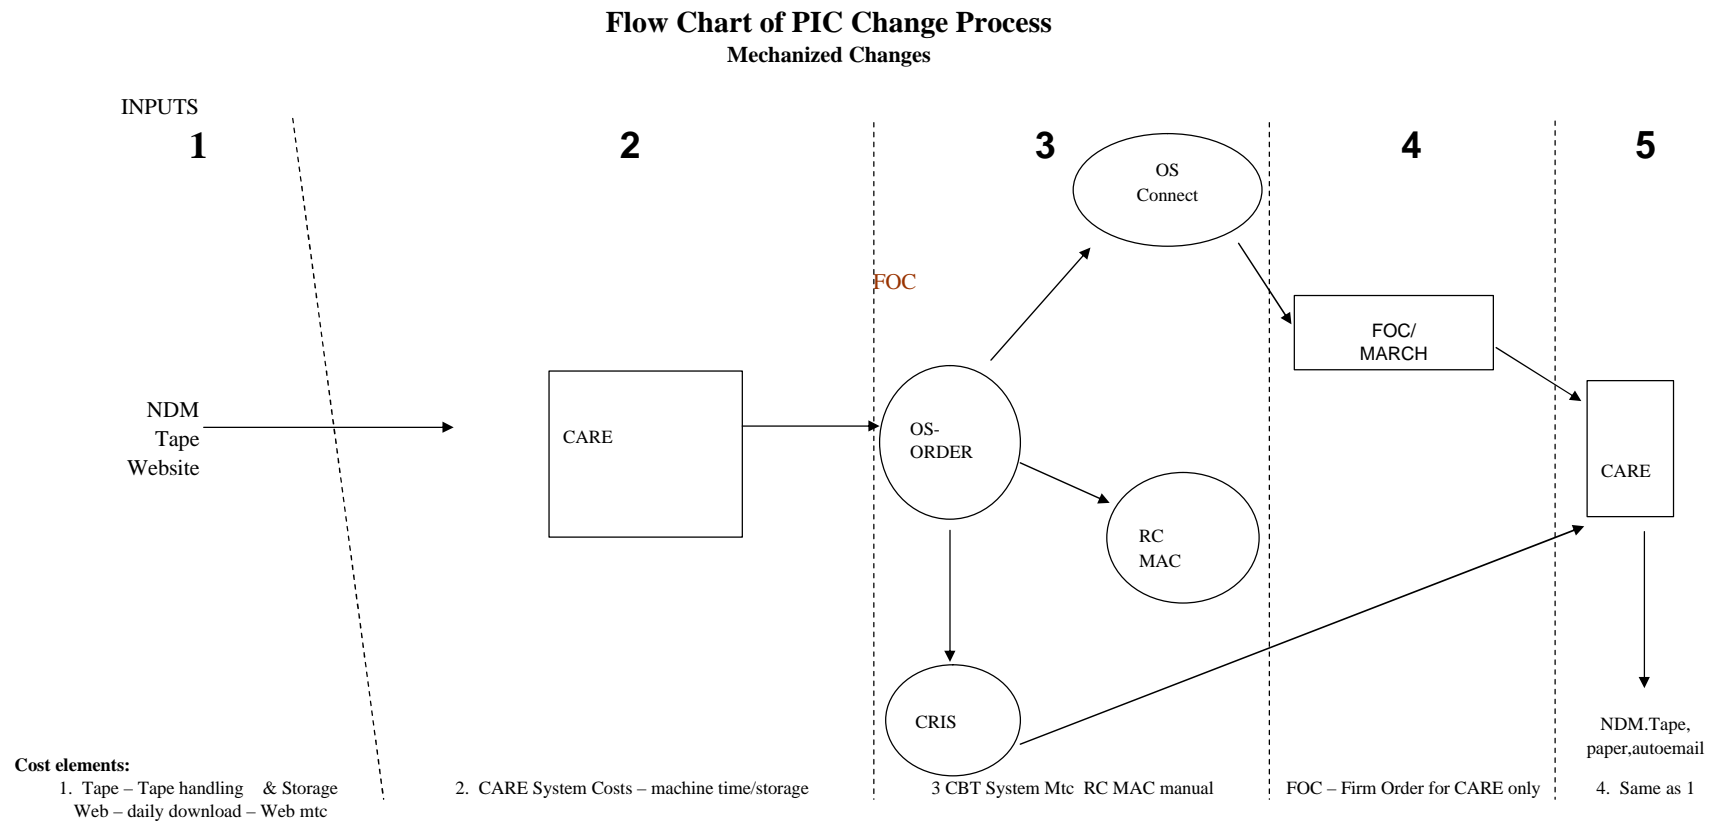 Flow Chart of PIC Change Process
Mechanized Changes
INPUTS
1
2
3
4
5
OS
Connect
FOC
FOC/
MARCH
NDM
Tape
Website
CARE
OS-
ORDER
CARE
RC
MAC
CRIS
NDM.Tape,
paper,autoemail
Cost elements:
1. Tape – Tape handling & Storage
Web – daily download – Web mtc
2. CARE System Costs – machine time/storage
3 CBT System Mtc RC MAC manual
FOC – Firm Order for CARE only
4. Same as 1